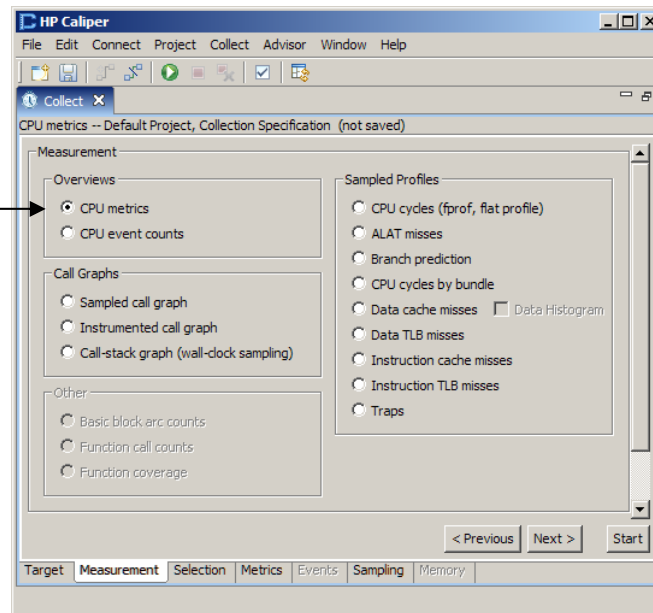 HP Caliper
File Edit Connect Project Collect Advisor Window Help
Collect
CPU metrics -- Default Project, Collection Specification (not saved)
Measurement
Overviews
CPU metrics
CPU event counts
Call Graphs
Sampled call graph
Instrumented call graph
Call-stack graph (wall-clock sampling)
Other
Basic block arc counts
Function call counts
Function coverage
Sampled Profiles
CPU cycles (fprof, flat profile)
ALAT misses
Branch prediction
CPU cycles by bundle
Data cache misses Data Histogram
Data TLB misses
Instruction cache misses
Instruction TLB misses
Traps
< Previous Next > Start
Target Measurement Selection Metrics Events Sampling Memory